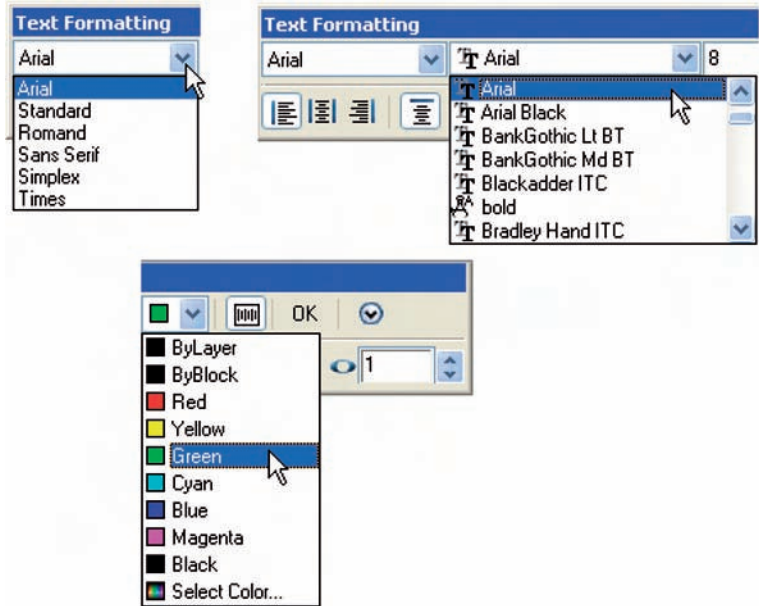 Text Formatting
Arial
Arial
Standard
Romand
Sans Serif
Simplex
Times
Text Formatting
Arial Arial 8
Arial
Arial Black
BankGothic Lt BT
BankGothic Md BT
Blackadder ITC
bold
Bradley Hand ITC
OK
1
ByLayer
ByBlock
Red
Yellow
Green
Cyan
Blue
Magenta
Black
Select Color...